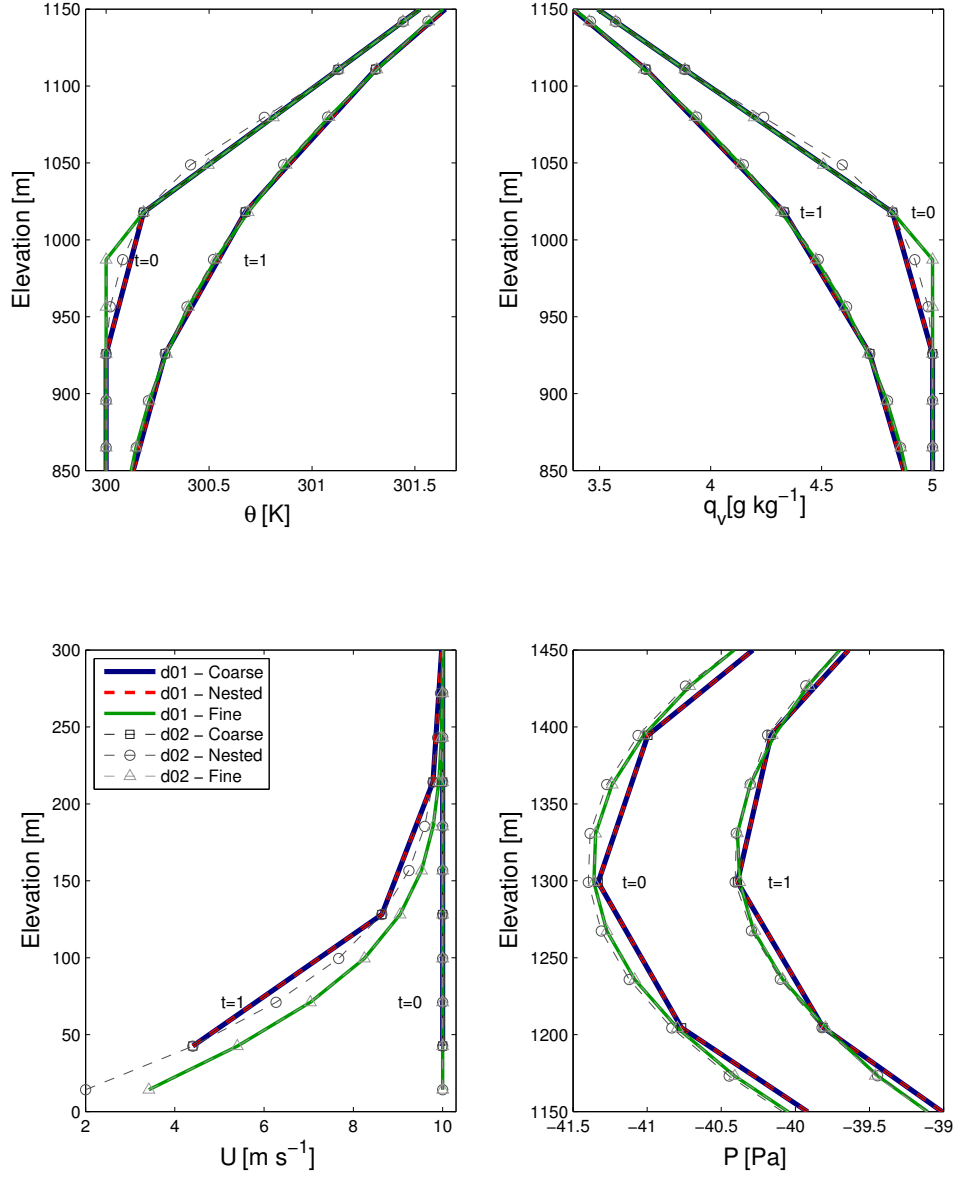 1150
1100
1050
1000
950
900
850
Elevation [m]
t=0
t=1
300
300.5
301
301.5
θ [K]
1150
1100
1050
1000
950
900
850
Elevation [m]
t=1
t=0
3.5
4
4.5
5
q_v[g kg⁻¹]
300
250
200
150
100
50
0
Elevation [m]
d01 − Coarse
d01 − Nested
d01 − Fine
d02 − Coarse
d02 − Nested
d02 − Fine
t=1
t=0
2
4
6
8
10
U [m s⁻¹]
1450
1400
1350
1300
1250
1200
1150
Elevation [m]
t=0
t=1
−41.5
−41
−40.5
−40
−39.5
−39
P [Pa]